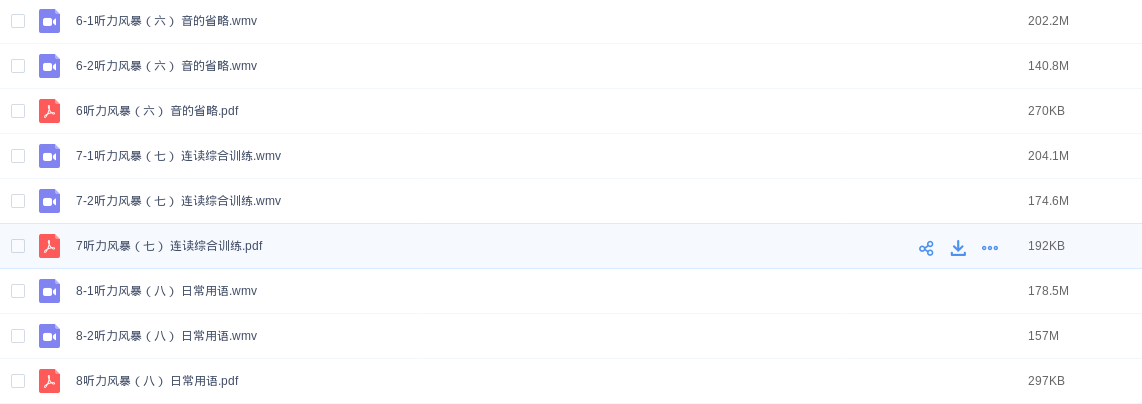 6-1听力风暴（六） 音的省略.wmv 202.2M
6-2听力风暴（六） 音的省略.wmv 140.8M
6听力风暴（六） 音的省略.pdf 270KB
7-1听力风暴（七） 连读综合训练.wmv 204.1M
7-2听力风暴（七） 连读综合训练.wmv 174.6M
7听力风暴（七） 连读综合训练.pdf 192KB
8-1听力风暴（八） 日常用语.wmv 178.5M
8-2听力风暴（八） 日常用语.wmv 157M
8听力风暴（八） 日常用语.pdf 297KB